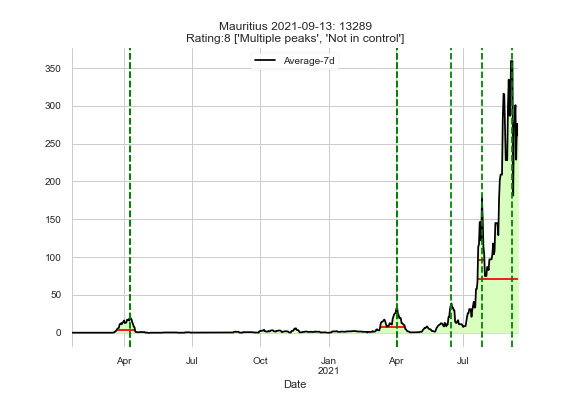 Mauritius 2021-09-13: 13289
Rating:8 ['Multiple peaks', 'Not in control']
Average-7d
350
300
250
200
150
100
50
0
Apr Jul Oct Jan Apr Jul
2021
Date